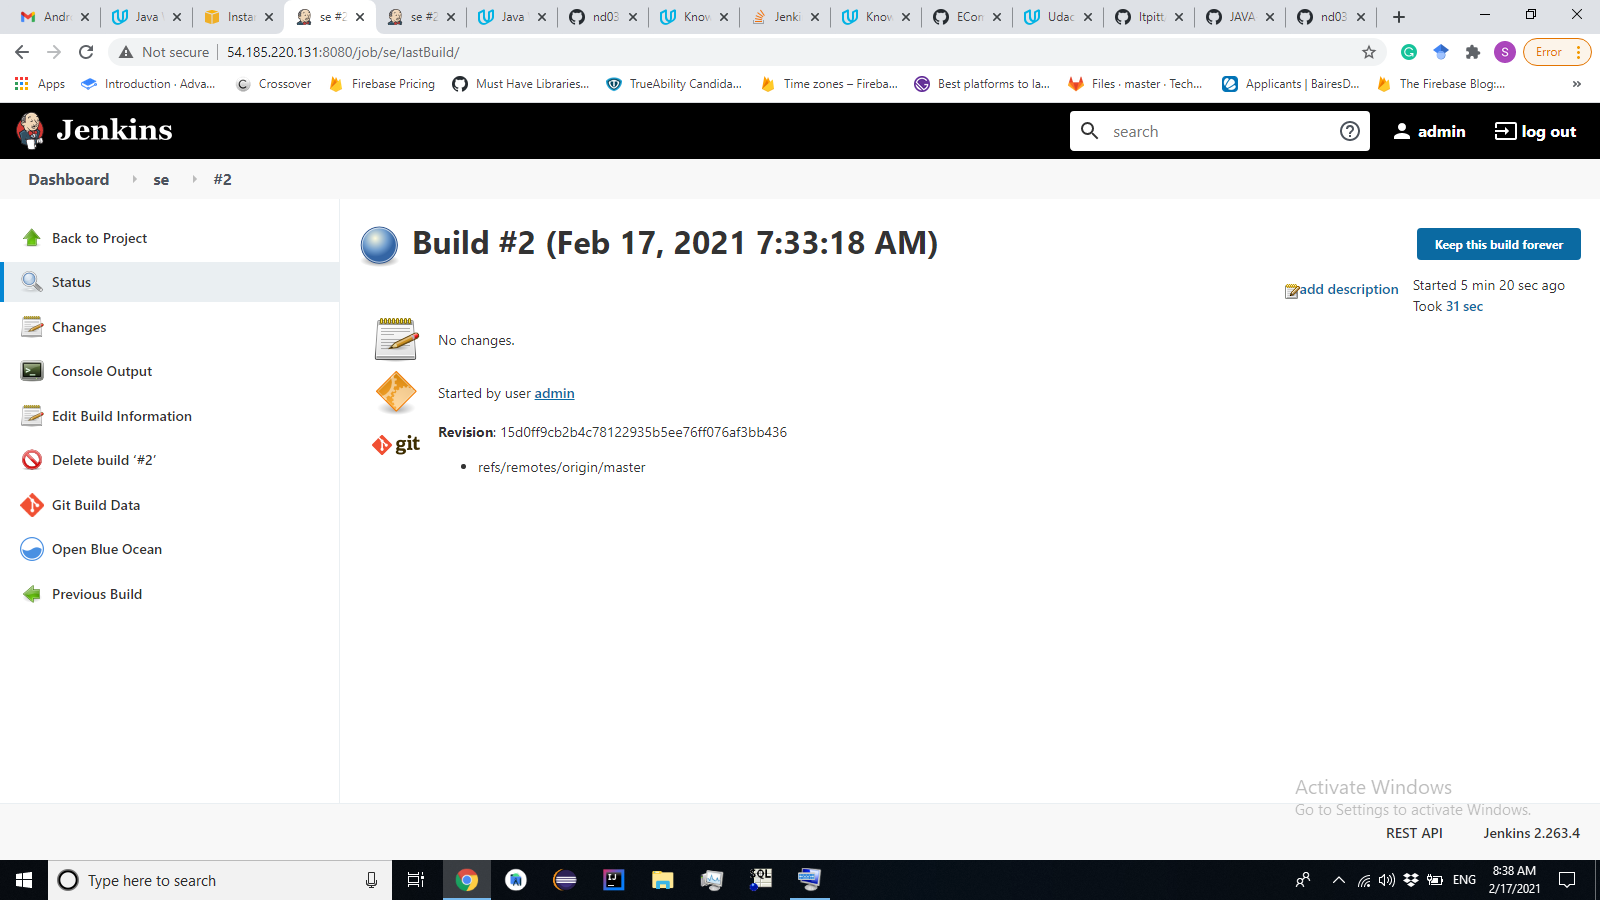 Andr
Java
Insta
se #2
se #2
Java
nd03
Know
Jenki
Know
ECon
Udac
Itpitt
JAVA
nd03
Not secure
54.185.220.131:8080/job/se/lastBuild/
S
Error
Apps
Introduction · Adva...
Crossover
Firebase Pricing
Must Have Libraries...
TrueAbility Candida...
Time zones – Fireba...
Best platforms to la...
Files · master · Tech...
Applicants | BairesD...
The Firebase Blog:...
»
Jenkins
search
admin
log out
Dashboard
se
#2
Back to Project
Status
Changes
Console Output
Edit Build Information
Delete build ‘#2’
Git Build Data
Open Blue Ocean
Previous Build
Build #2 (Feb 17, 2021 7:33:18 AM)
Keep this build forever
add description
Started 5 min 20 sec ago
Took 31 sec
No changes.
Started by user admin
git
Revision: 15d0ff9cb2b4c78122935b5ee76ff076af3bb436
refs/remotes/origin/master
Activate Windows
Go to Settings to activate Windows.
REST API
Jenkins 2.263.4
Type here to search
ENG
8:38 AM
2/17/2021